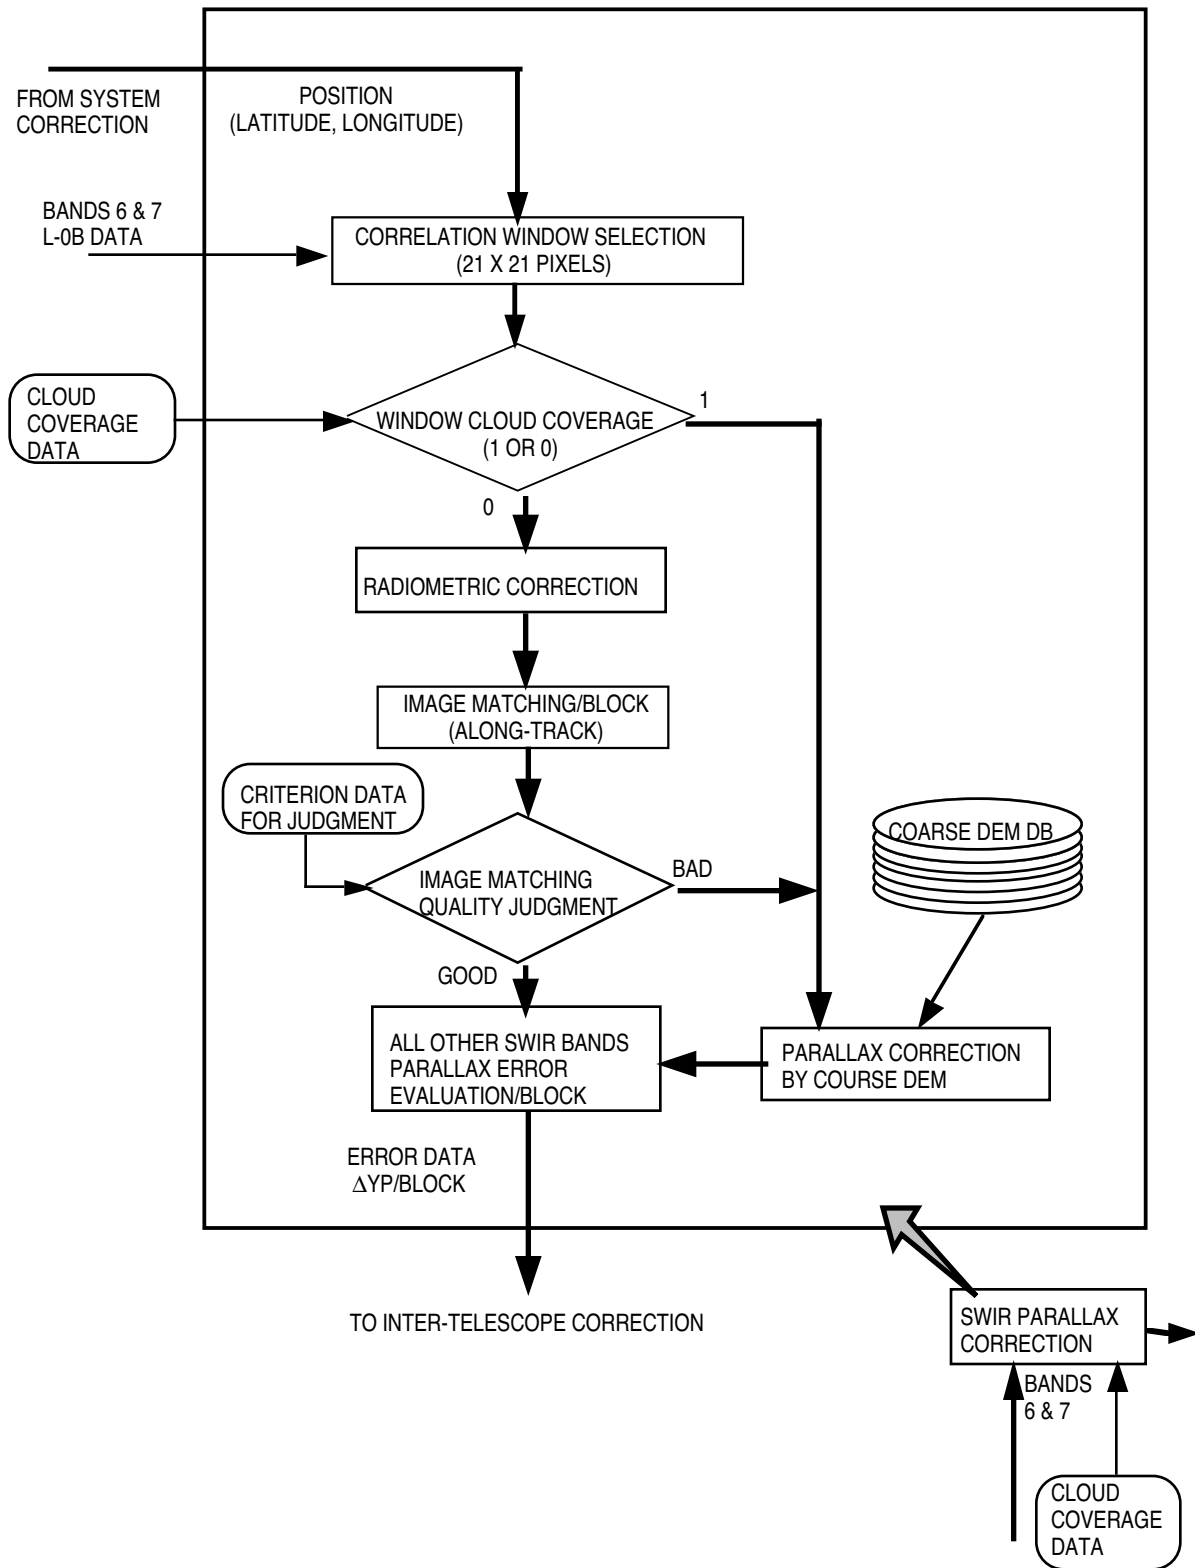 FROM SYSTEM
CORRECTION
POSITION
(LATITUDE, LONGITUDE)
BANDS 6 & 7
L-0B DATA
CORRELATION WINDOW SELECTION
(21 X 21 PIXELS)
CLOUD
COVERAGE
DATA
WINDOW CLOUD COVERAGE
(1 OR 0)
1
0
RADIOMETRIC CORRECTION
IMAGE MATCHING/BLOCK
(ALONG-TRACK)
CRITERION DATA
FOR JUDGMENT
IMAGE MATCHING
QUALITY JUDGMENT
BAD
COARSE DEM DB
GOOD
ALL OTHER SWIR BANDS
PARALLAX ERROR
EVALUATION/BLOCK
PARALLAX CORRECTION
BY COURSE DEM
ERROR DATA
ΔYP/BLOCK
TO INTER-TELESCOPE CORRECTION
SWIR PARALLAX
CORRECTION
BANDS
6 & 7
CLOUD
COVERAGE
DATA